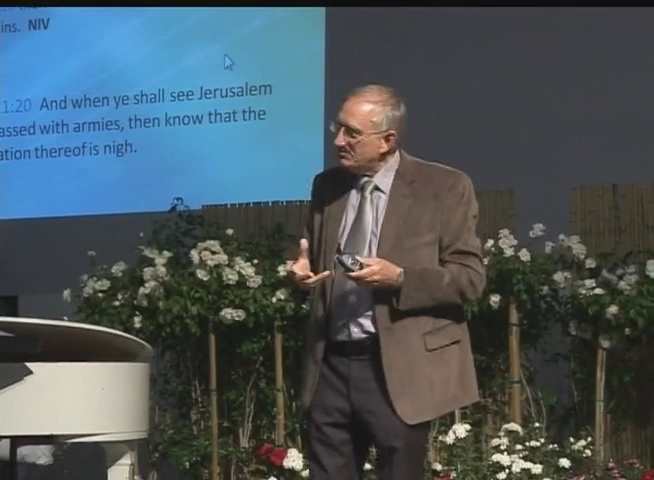 ins. NIV
1:20 And when ye shall see Jerusalem
assed with armies, then know that the
ation thereof is nigh.